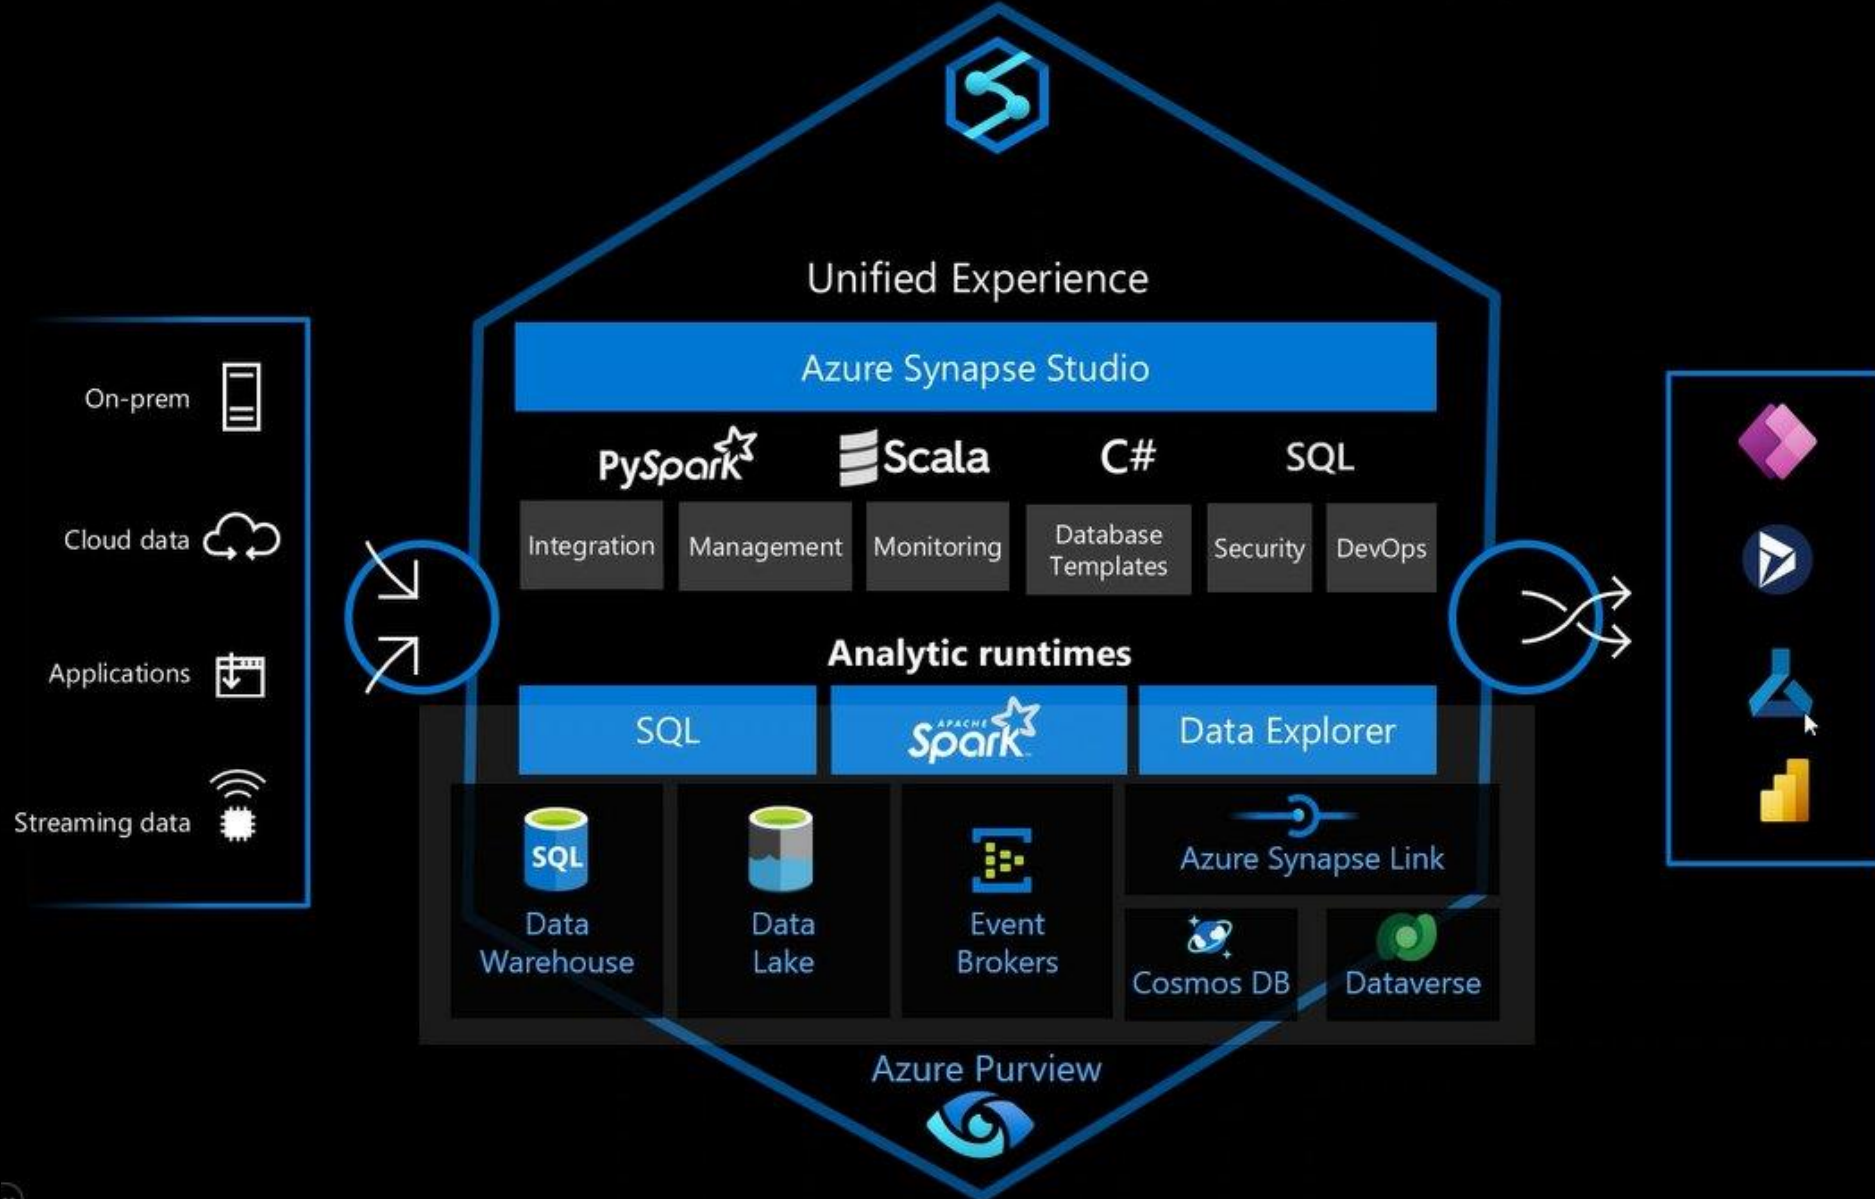 Unified Experience
Azure Synapse Studio
PySpark
Scala
C#
SQL
Integration
Management
Monitoring
Database
Templates
Security
DevOps
On-prem
Cloud data
Applications
Streaming data
Analytic runtimes
SQL
APACHE
Spark
Data Explorer
SQL
Data
Warehouse
Data
Lake
Event
Brokers
Azure Synapse Link
Cosmos DB
Dataverse
Azure Purview